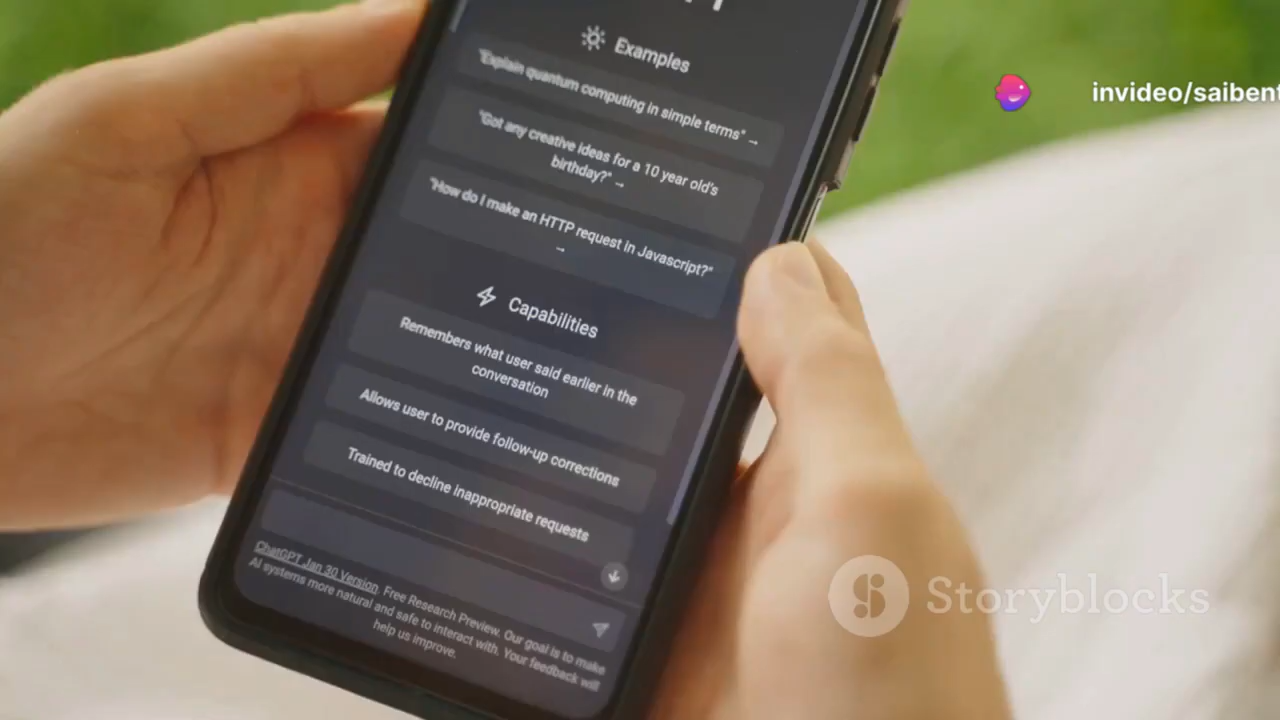 Examples
"Explain quantum computing in simple terms" →
"Got any creative ideas for a 10 year old's
birthday?" →
"How do I make an HTTP request in Javascript?"
→
Capabilities
Remembers what user said earlier in the
conversation
Allows user to provide follow-up corrections
Trained to decline inappropriate requests
ChatGPT Jan 30 Version. Free Research Preview. Our goal is to make
AI systems more natural and safe to interact with. Your feedback will
help us improve.
invideo/saibent
Storyblocks